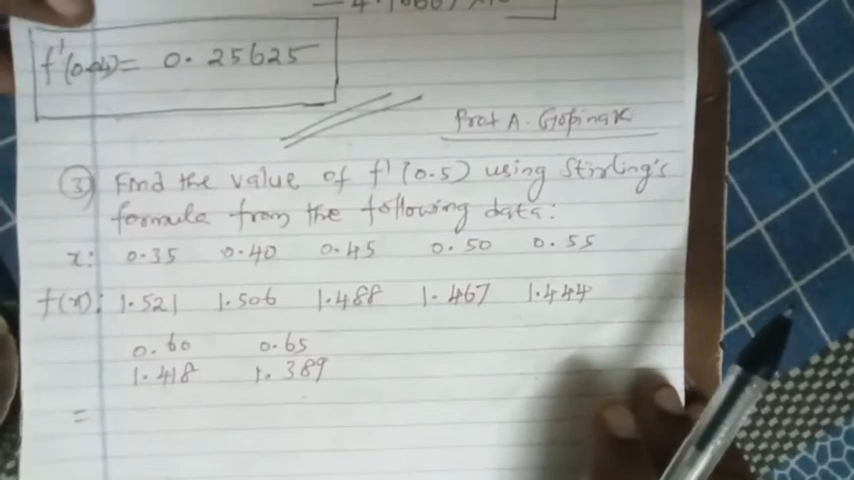 f'(0.04) = 0.25625
Prof A. Gopinak
③ Find the value of f'(0.5) using Stirling's
formula from the following data:
x: 0.35 0.40 0.45 0.50 0.55
f(x): 1.521 1.506 1.488 1.467 1.444
0.60 0.65
1.418 1.389
=